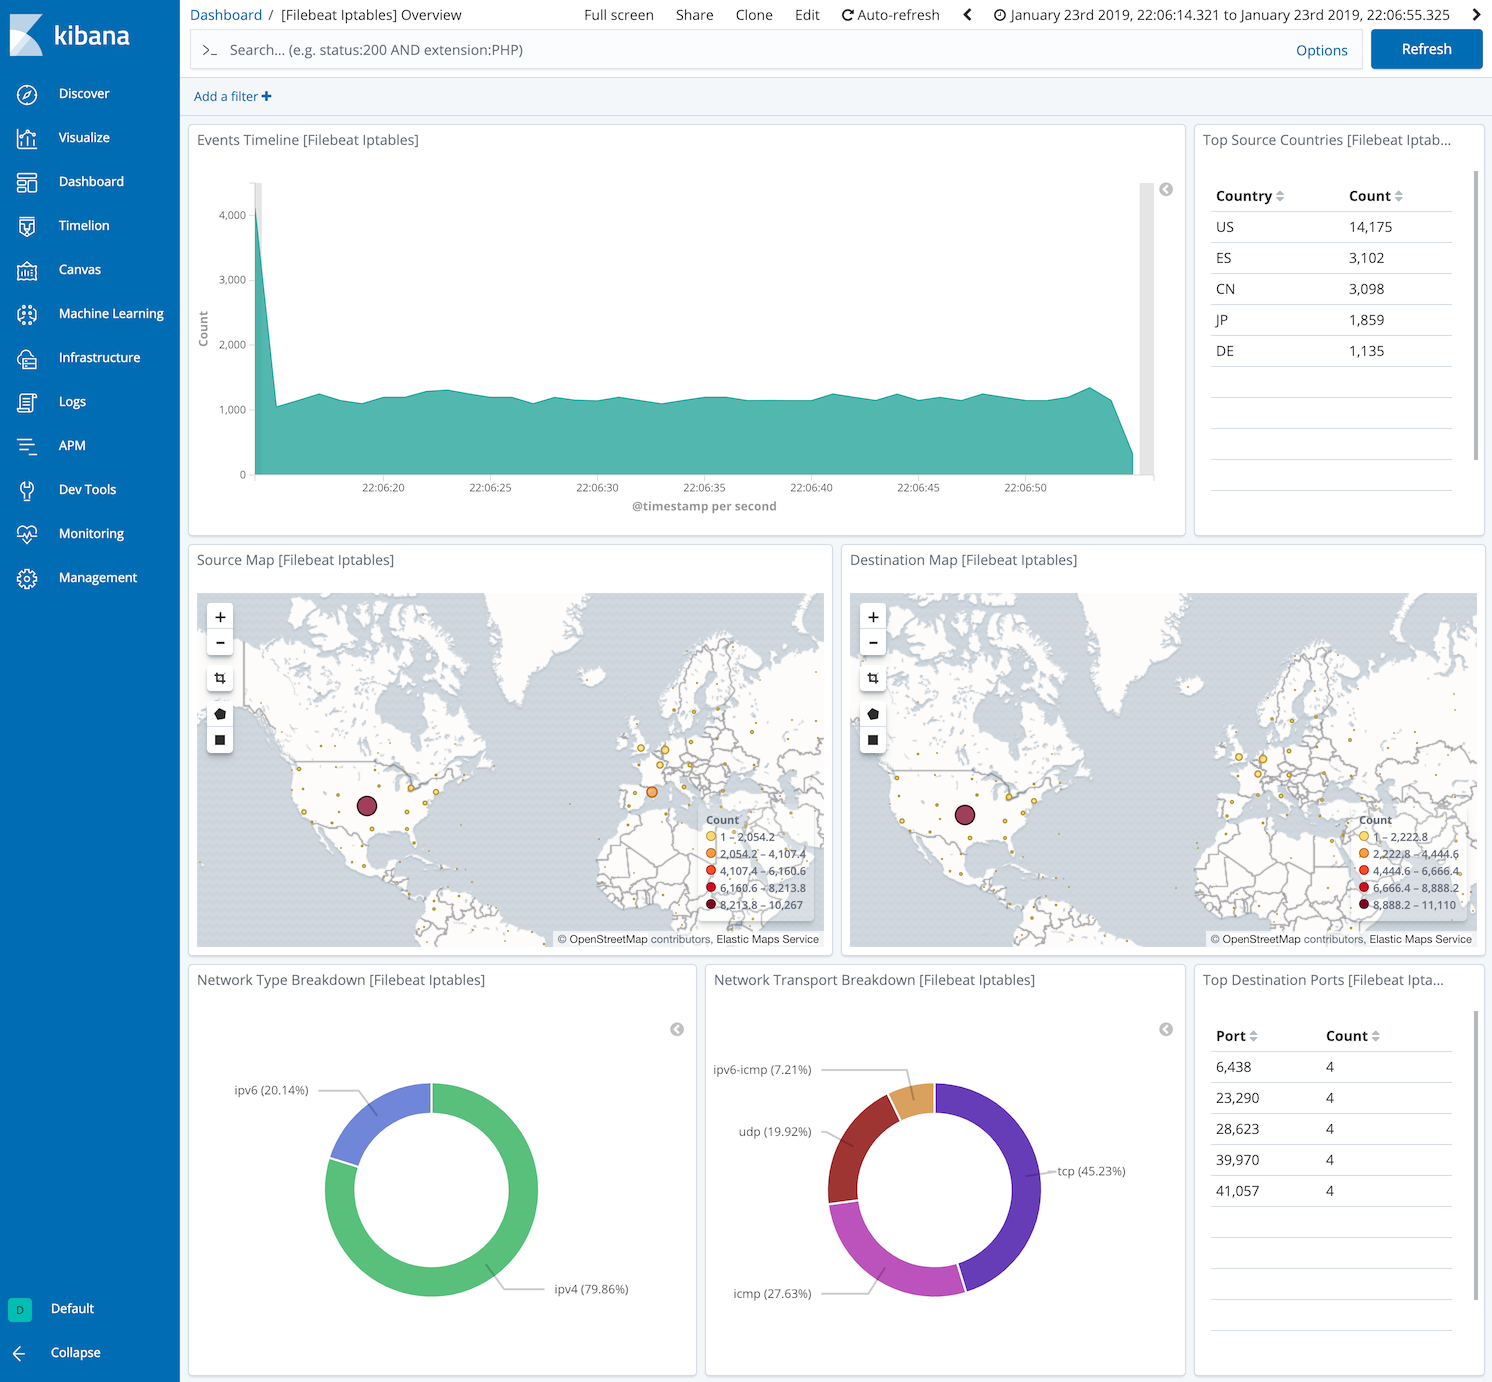 kibana
Discover
Visualize
Dashboard
Timelion
Canvas
Machine Learning
Infrastructure
Logs
APM
Dev Tools
Monitoring
Management
D Default
Collapse
Dashboard / [Filebeat Iptables] Overview
Full screen Share Clone Edit Auto-refresh January 23rd 2019, 22:06:14.321 to January 23rd 2019, 22:06:55.325
>_ Search... (e.g. status:200 AND extension:PHP) Options Refresh
Add a filter +
Events Timeline [Filebeat Iptables]
4,000
3,000
2,000
1,000
0
Count
22:06:20 22:06:25 22:06:30 22:06:35 22:06:40 22:06:45 22:06:50
@timestamp per second
Top Source Countries [Filebeat Iptab...
Country Count
US 14,175
ES 3,102
CN 3,098
JP 1,859
DE 1,135
Source Map [Filebeat Iptables]
+
−
Count
1 – 2,054.2
2,054.2 – 4,107.4
4,107.4 – 6,160.6
6,160.6 – 8,213.8
8,213.8 – 10,267
© OpenStreetMap contributors, Elastic Maps Service
Destination Map [Filebeat Iptables]
+
−
Count
1 – 2,222.8
2,222.8 – 4,444.6
4,444.6 – 6,666.4
6,666.4 – 8,888.2
8,888.2 – 11,110
© OpenStreetMap contributors, Elastic Maps Service
Network Type Breakdown [Filebeat Iptables]
ipv6 (20.14%)
ipv4 (79.86%)
Network Transport Breakdown [Filebeat Iptables]
ipv6-icmp (7.21%)
udp (19.92%)
tcp (45.23%)
icmp (27.63%)
Top Destination Ports [Filebeat Ipta...
Port Count
6,438 4
23,290 4
28,623 4
39,970 4
41,057 4